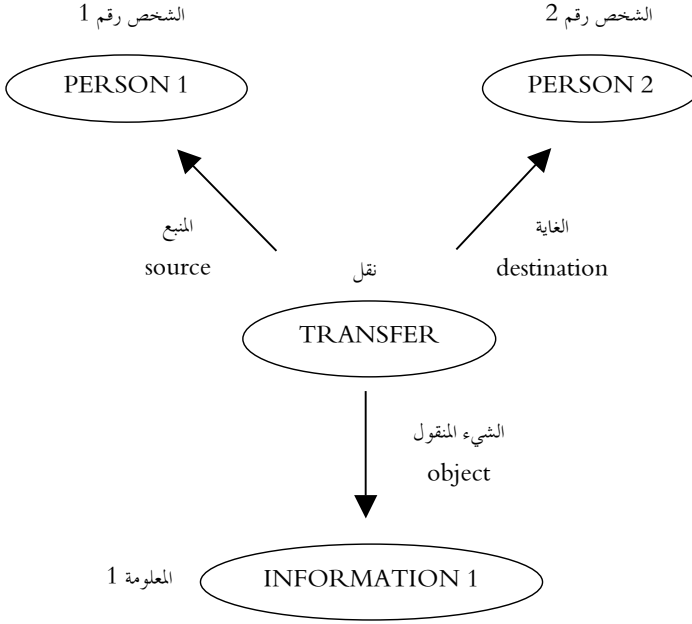 الشخص رقم 1
الشخص رقم 2
PERSON 1
PERSON 2
المنبع
source
الغاية
destination
نقل
TRANSFER
الشيء المنقول
object
المعلومة 1
INFORMATION 1